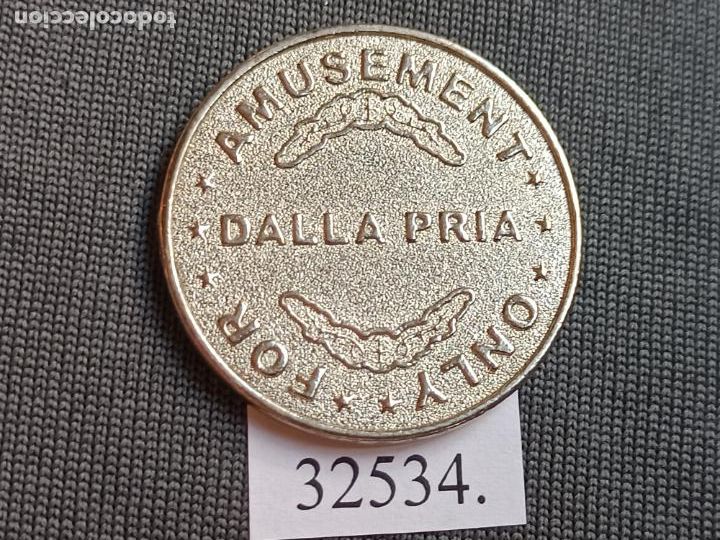 todocoleccion
AMUSEMENT
DALLA PRIA
FOR ONLY
32534.